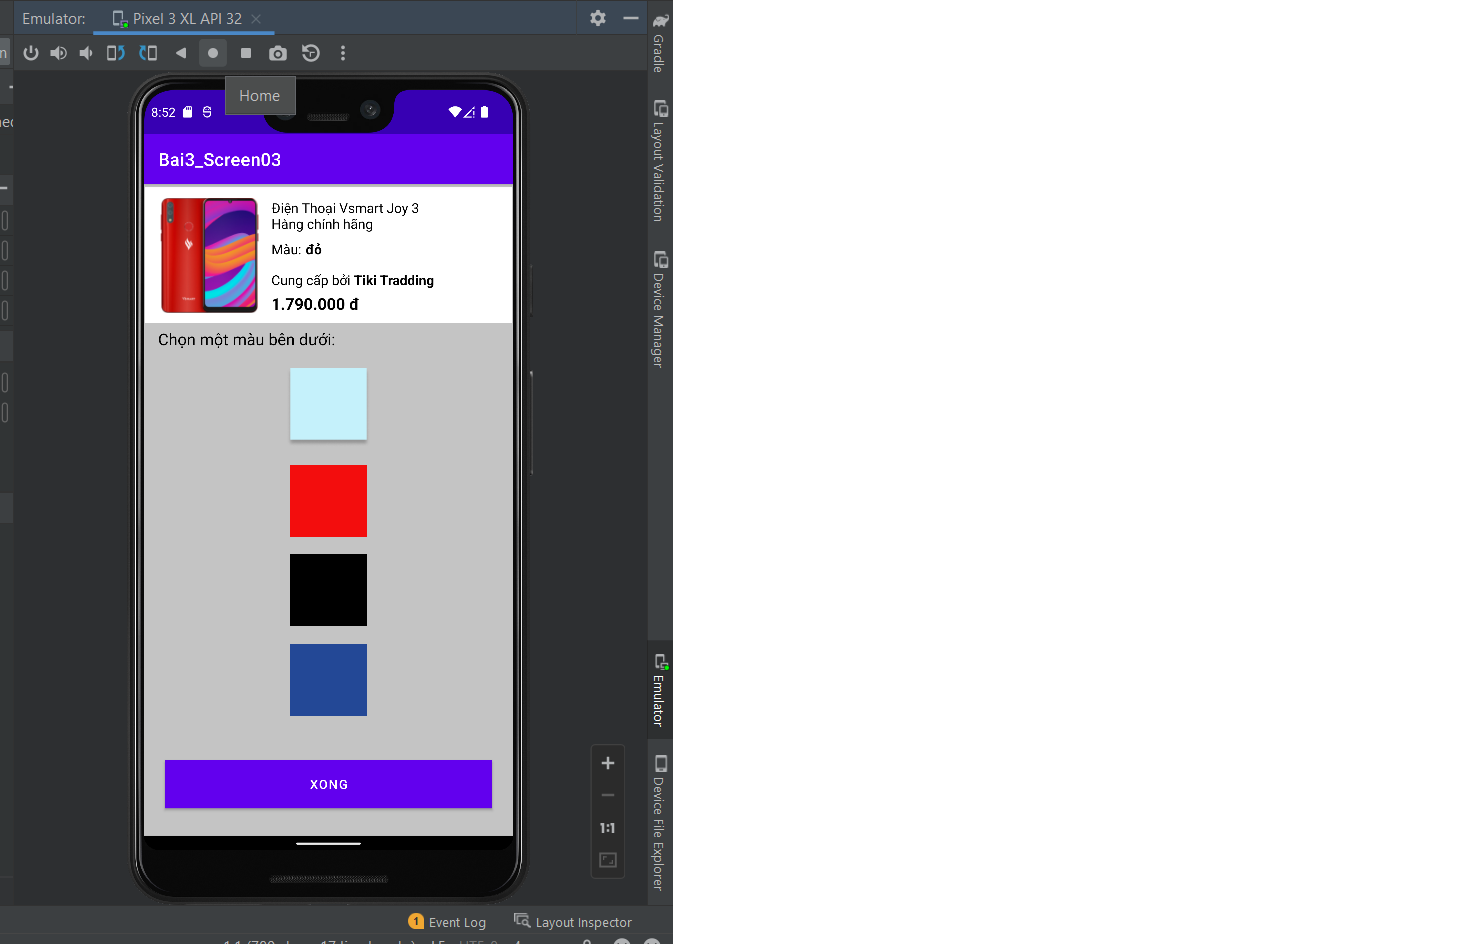 Emulator:
Pixel 3 XL API 32
Home
8:52
Bai3_Screen03
Điện Thoại Vsmart Joy 3
Hàng chính hãng
Màu: đỏ
Cung cấp bởi Tiki Tradding
1.790.000 đ
Chọn một màu bên dưới:
XONG
1:1
Gradle
Layout Validation
Device Manager
Emulator
Device File Explorer
1 Event Log
Layout Inspector